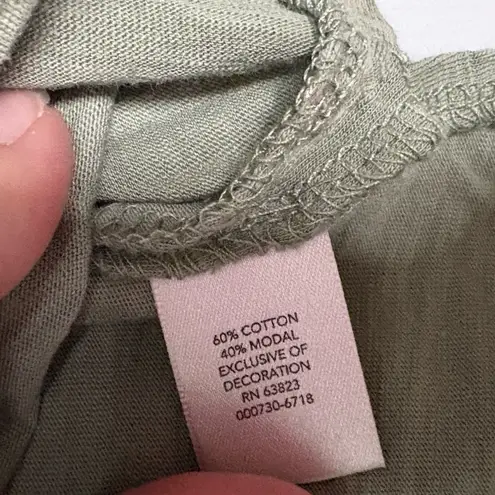 60% COTTON
40% MODAL
EXCLUSIVE OF
DECORATION
RN 63823
000730-6718